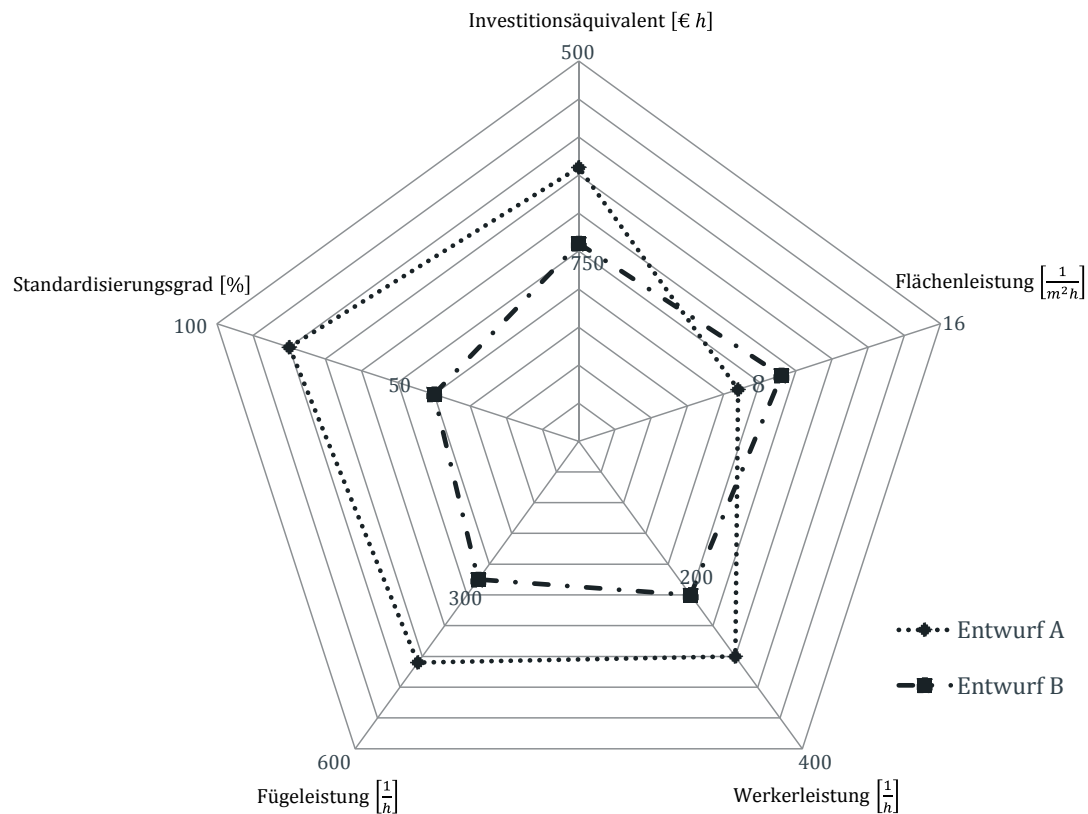 Investitionsäquivalent [€ h]
500
750
Flächenleistung [1/m²h]
Standardisierungsgrad [%]
100
16
50
8
200
300
Entwurf A
Entwurf B
600
400
Fügeleistung [1/h]
Werkerleistung [1/h]